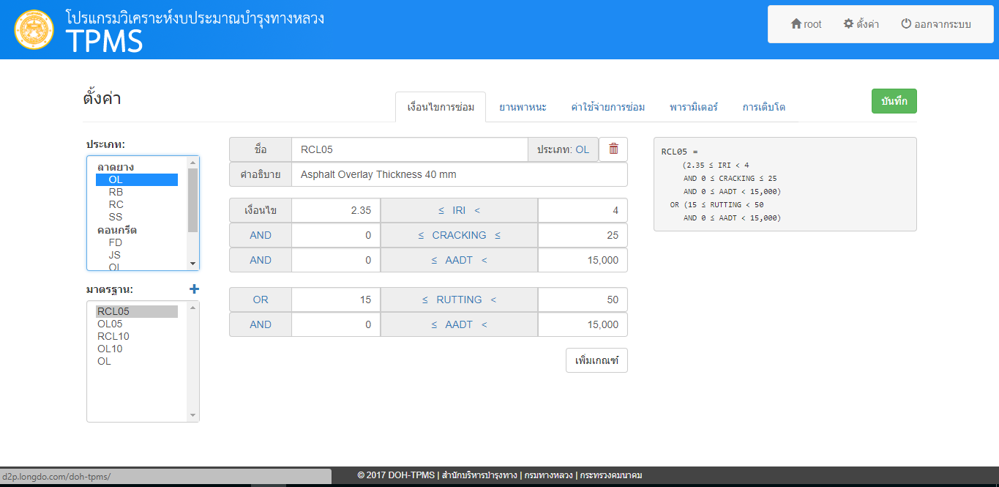 โปรแกรมวิเคราะห์งบประมาณบำรุงทางหลวง
TPMS
root ตั้งค่า ออกจากระบบ
ตั้งค่า
เงื่อนไขการซ่อม ยานพาหนะ ค่าใช้จ่ายการซ่อม พารามิเตอร์ การเติบโต
บันทึก
ประเภท:
ลาดยาง
OL
RB
RC
SS
คอนกรีต
FD
JS
OL
มาตรฐาน: +
RCL05
OL05
RCL10
OL10
OL
ชื่อ RCL05 ประเภท: OL
คำอธิบาย Asphalt Overlay Thickness 40 mm
เงื่อนไข 2.35 ≤ IRI < 4
AND 0 ≤ CRACKING ≤ 25
AND 0 ≤ AADT < 15,000
OR 15 ≤ RUTTING < 50
AND 0 ≤ AADT < 15,000
เพิ่มเกณฑ์
RCL05 =
(2.35 ≤ IRI < 4
AND 0 ≤ CRACKING ≤ 25
AND 0 ≤ AADT < 15,000)
OR (15 ≤ RUTTING < 50
AND 0 ≤ AADT < 15,000)
d2p.longdo.com/doh-tpms/
© 2017 DOH-TPMS | สำนักบริหารบำรุงทาง | กรมทางหลวง | กระทรวงคมนาคม